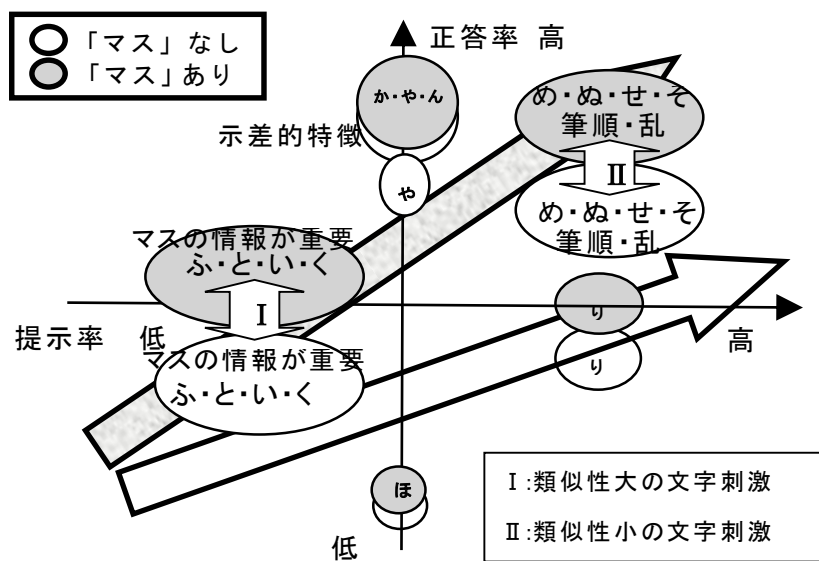 「マス」なし
「マス」あり
正答率 高
か・や・ん
示差的特徴
や
め・ぬ・せ・そ
筆順・乱
Ⅱ
め・ぬ・せ・そ
筆順・乱
マスの情報が重要
ふ・と・い・く
Ⅰ
提示率 低
高
マスの情報が重要
ふ・と・い・く
り
り
ほ
低
Ⅰ:類似性大の文字刺激
Ⅱ:類似性小の文字刺激